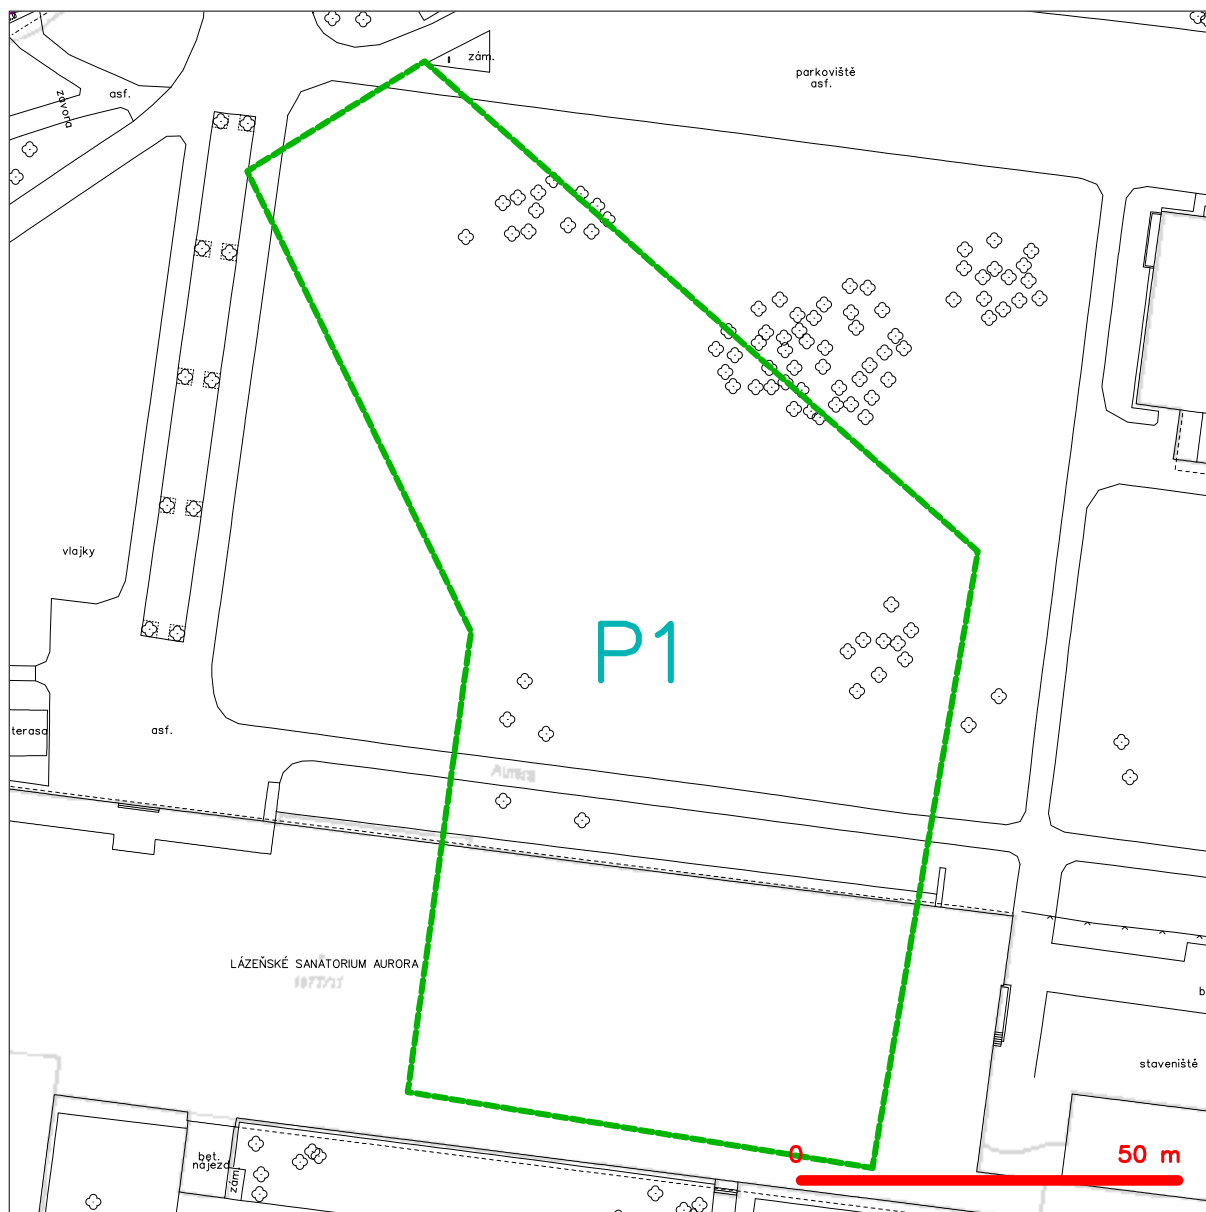 zám.
parkoviště
asf.
asf.
závora
vlajky
P1
terasa
asf.
Aurora
LÁZEŇSKÉ SANATORIUM AURORA
b
staveniště
bet.
nájezd
zám.
0
50 m